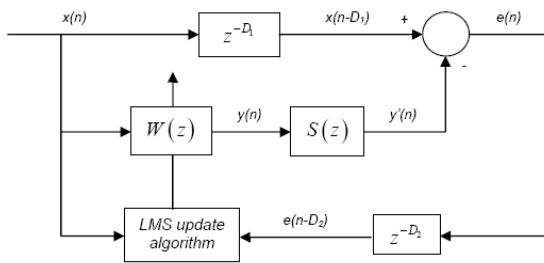 x(n)
z^{-D_1}
x(n-D_1)
+
e(n)
-
W(z)
y(n)
S(z)
y'(n)
LMS update
algorithm
e(n-D_2)
z^{-D_2}